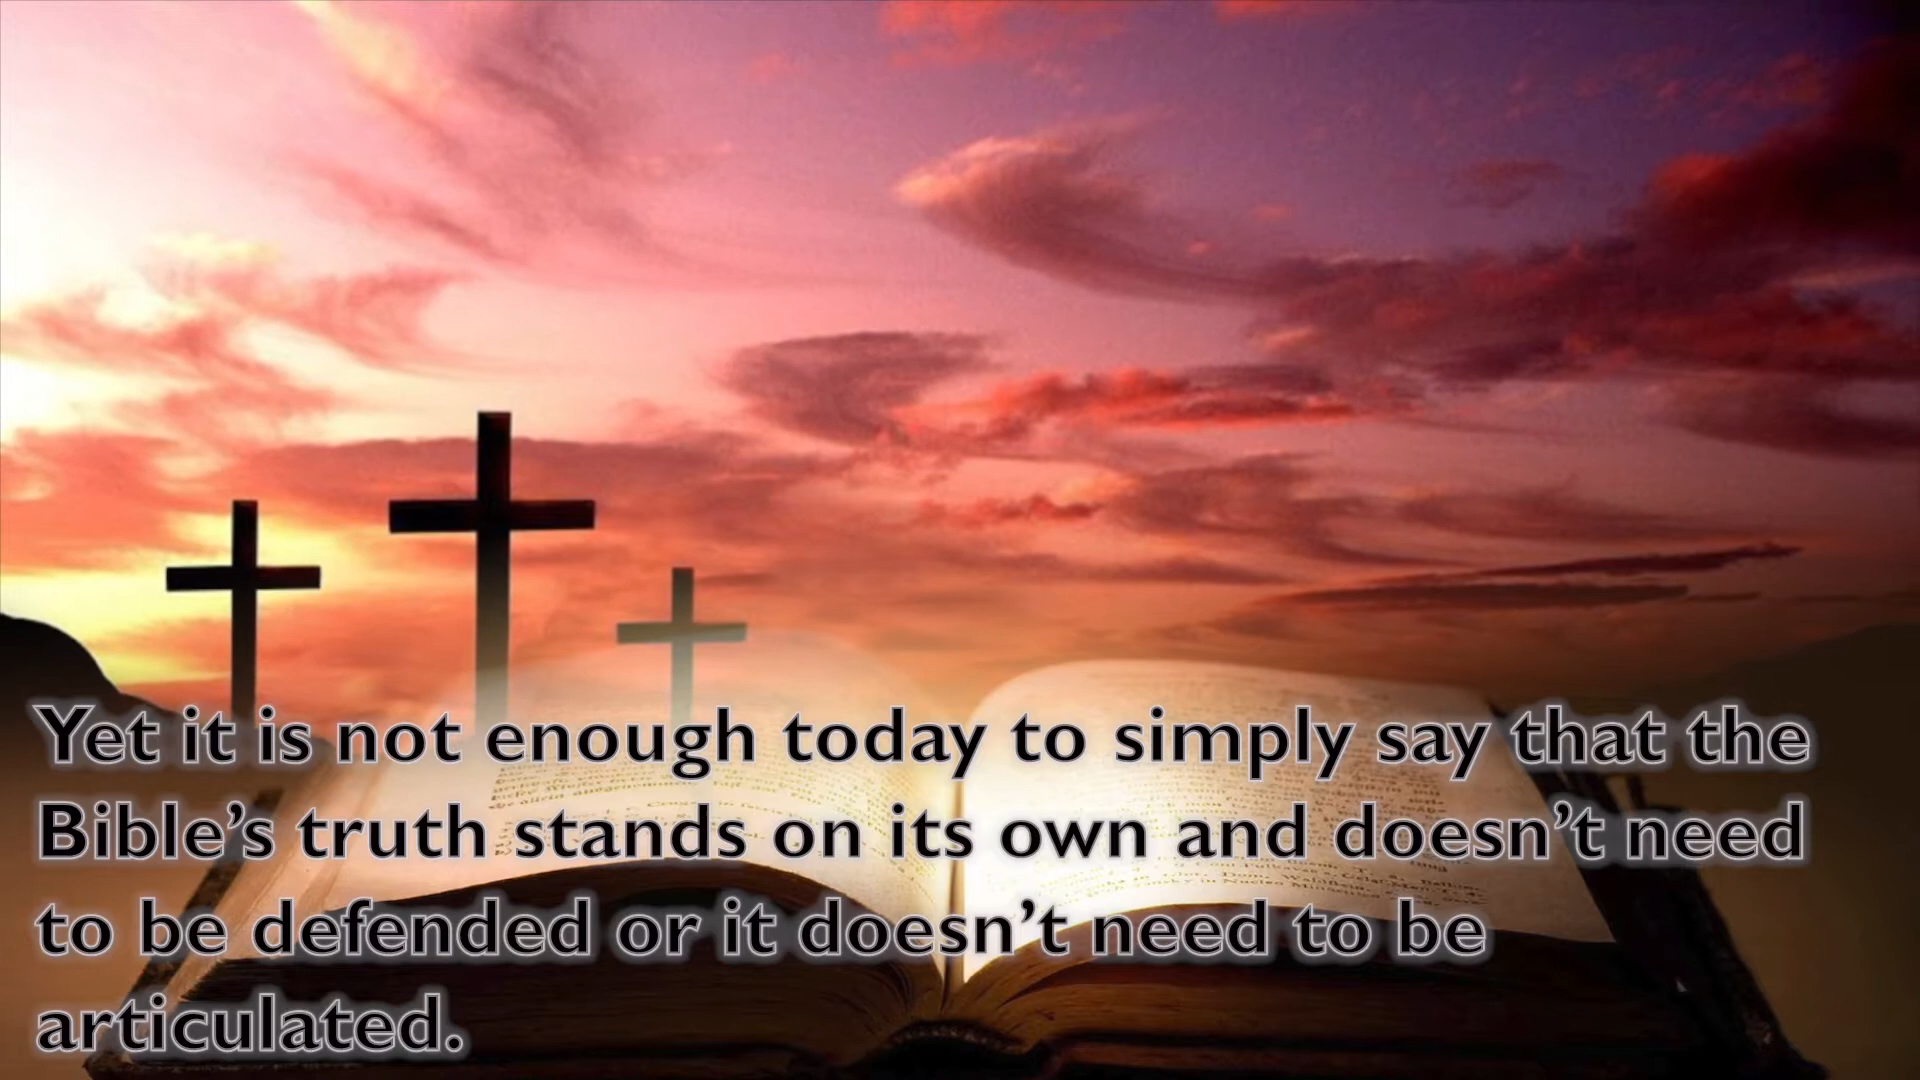 Yet it is not enough today to simply say that the
Bible’s truth stands on its own and doesn’t need
to be defended or it doesn’t need to be
articulated.